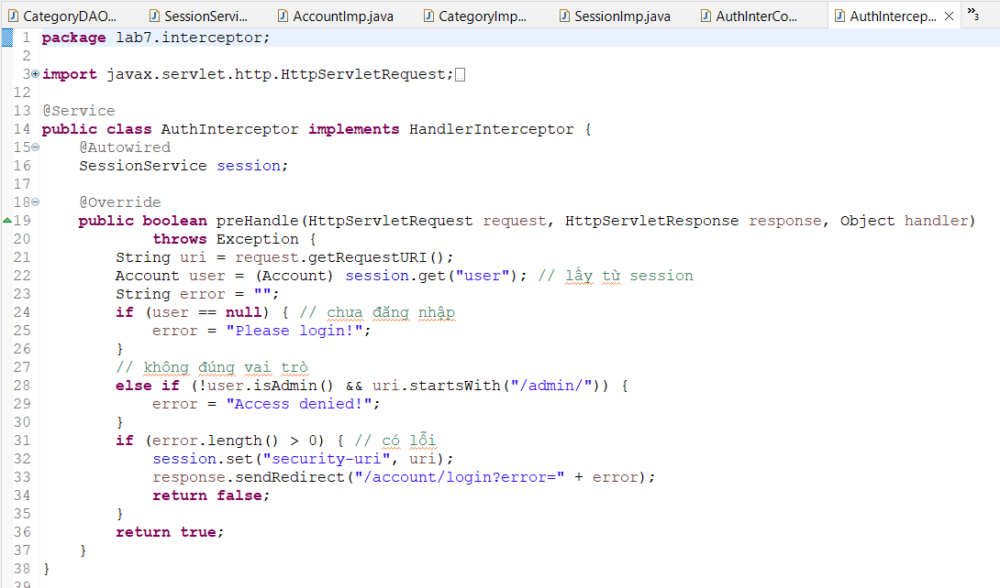 CategoryDAO... SessionServi... AccountImp.java CategoryImp... SessionImp.java AuthInterCo... AuthIntercep... »3
1 package lab7.interceptor;
2
3 import javax.servlet.http.HttpServletRequest;
12
13 @Service
14 public class AuthInterceptor implements HandlerInterceptor {
15 @Autowired
16 SessionService session;
17
18 @Override
19 public boolean preHandle(HttpServletRequest request, HttpServletResponse response, Object handler)
20 throws Exception {
21 String uri = request.getRequestURI();
22 Account user = (Account) session.get("user"); // lấy từ session
23 String error = "";
24 if (user == null) { // chưa đăng nhập
25 error = "Please login!";
26 }
27 // không đúng vai trò
28 else if (!user.isAdmin() && uri.startsWith("/admin/")) {
29 error = "Access denied!";
30 }
31 if (error.length() > 0) { // có lỗi
32 session.set("security-uri", uri);
33 response.sendRedirect("/account/login?error=" + error);
34 return false;
35 }
36 return true;
37 }
38 }
39